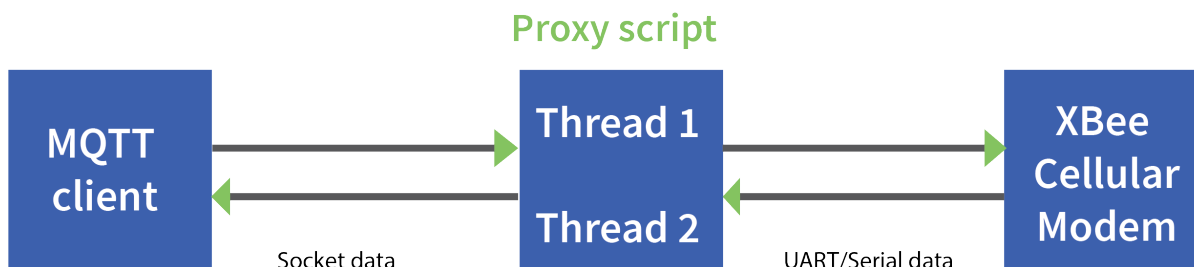 Proxy script
MQTT
client
Thread 1
Thread 2
XBee
Cellular
Modem
Socket data
UART/Serial data